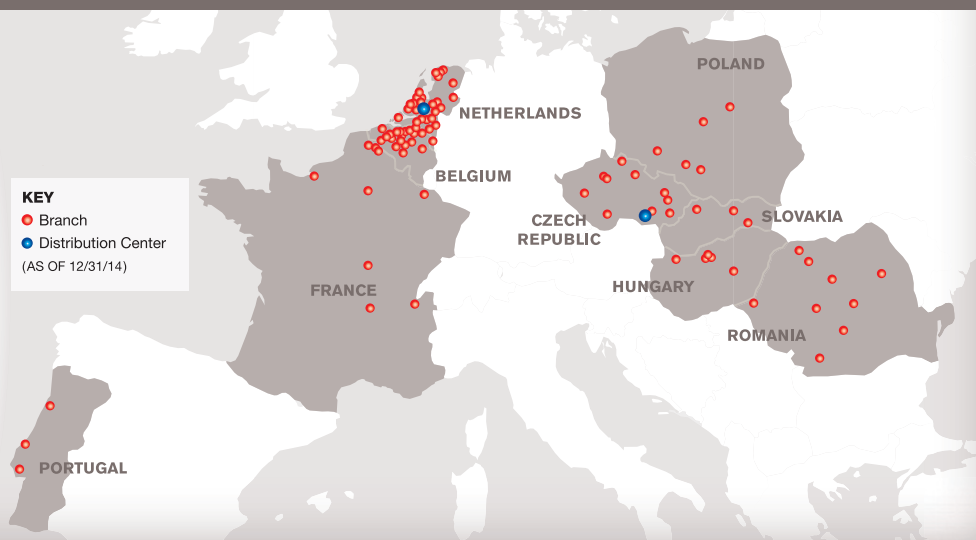 POLAND
NETHERLANDS
BELGIUM
KEY
Branch
Distribution Center
(AS OF 12/31/14)
CZECH
REPUBLIC
SLOVAKIA
FRANCE
HUNGARY
ROMANIA
PORTUGAL